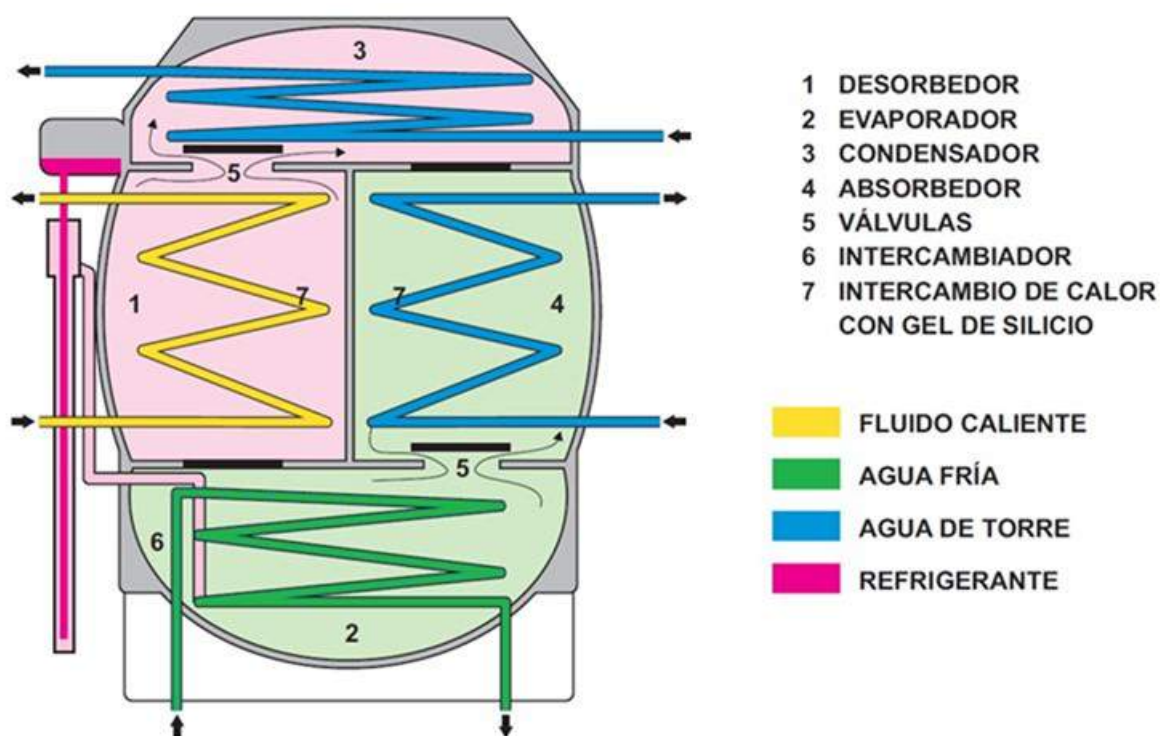 3
5
1
7
7
4
5
6
2
1 DESORBEDOR
2 EVAPORADOR
3 CONDENSADOR
4 ABSORBEDOR
5 VÁLVULAS
6 INTERCAMBIADOR
7 INTERCAMBIO DE CALOR
CON GEL DE SILICIO
FLUIDO CALIENTE
AGUA FRÍA
AGUA DE TORRE
REFRIGERANTE